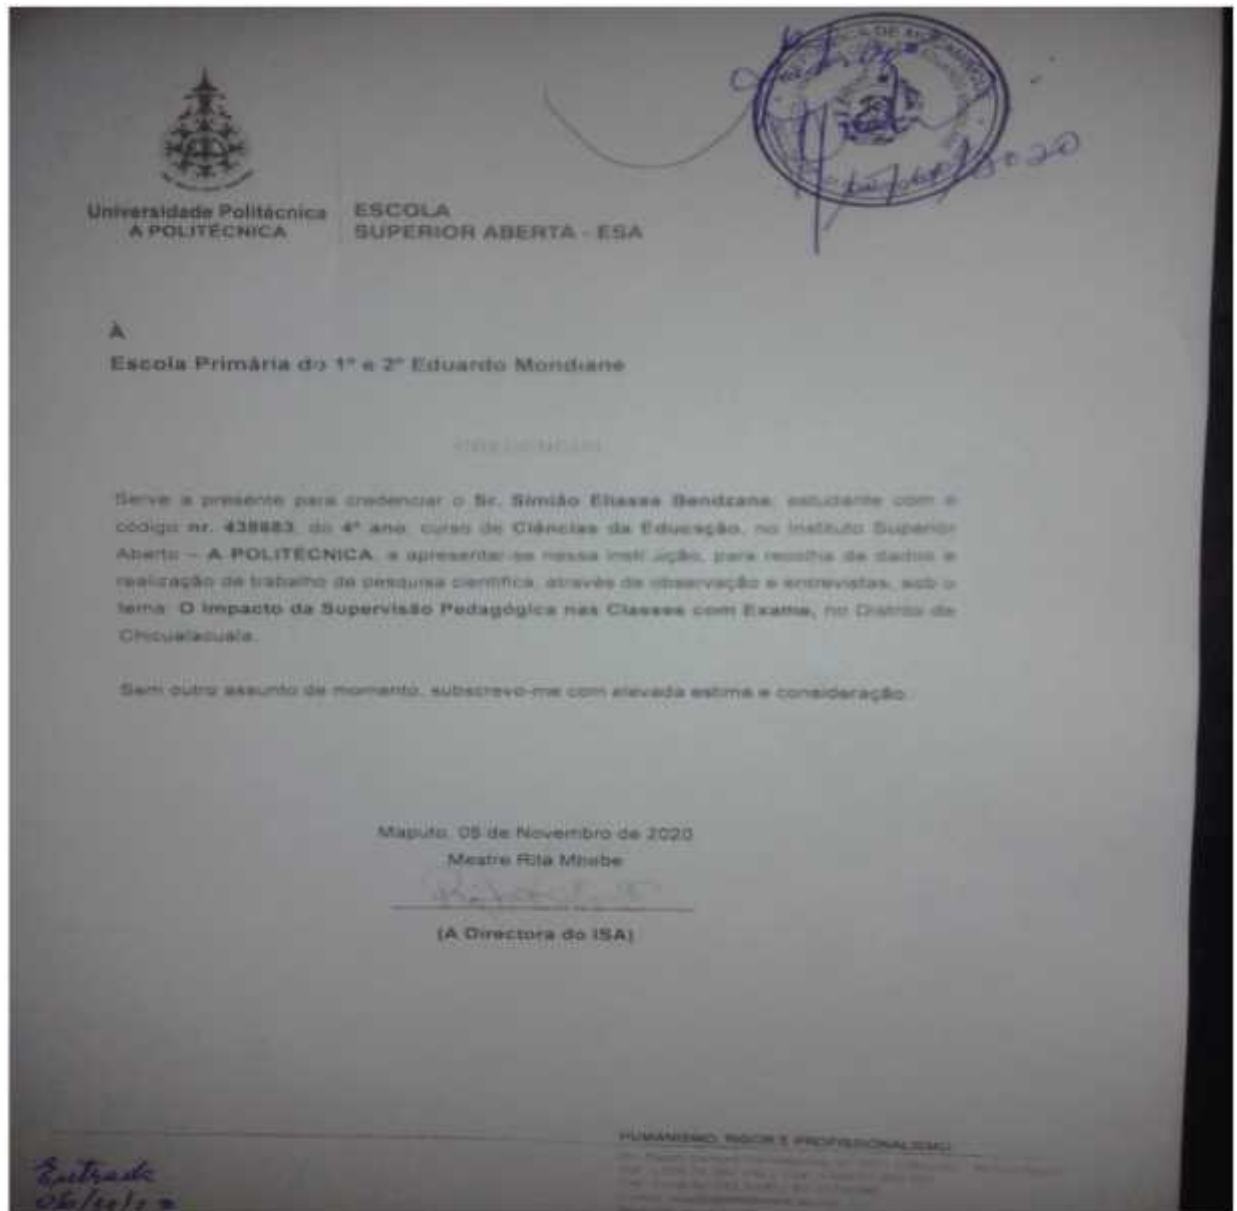 Universidade Politécnica
A POLITÉCNICA
ESCOLA
SUPERIOR ABERTA - ESA
À
Escola Primária do 1º e 2º Eduardo Mondlane
CREDENCIAL
Serve a presente para credenciar o Sr. Simião Eliasse Bendzane, estudante com o
código nr. 438683, do 4º ano, curso de Ciências da Educação, no Instituto Superior
Aberto – A POLITÉCNICA, a apresentar-se nessa instituição, para recolha de dados e
realização de trabalho de pesquisa científica, através de observação e entrevistas, sob o
tema: O Impacto da Supervisão Pedagógica nas Classes com Exame, no Distrito de
Chicualacuala.
Sem outro assunto de momento, subscrevo-me com elevada estima e consideração.
Maputo, 05 de Novembro de 2020
Mestre Rita
(A Directora do ISA)
HUMANISMO, RIGOR E PROFISSIONALISMO
Entrada